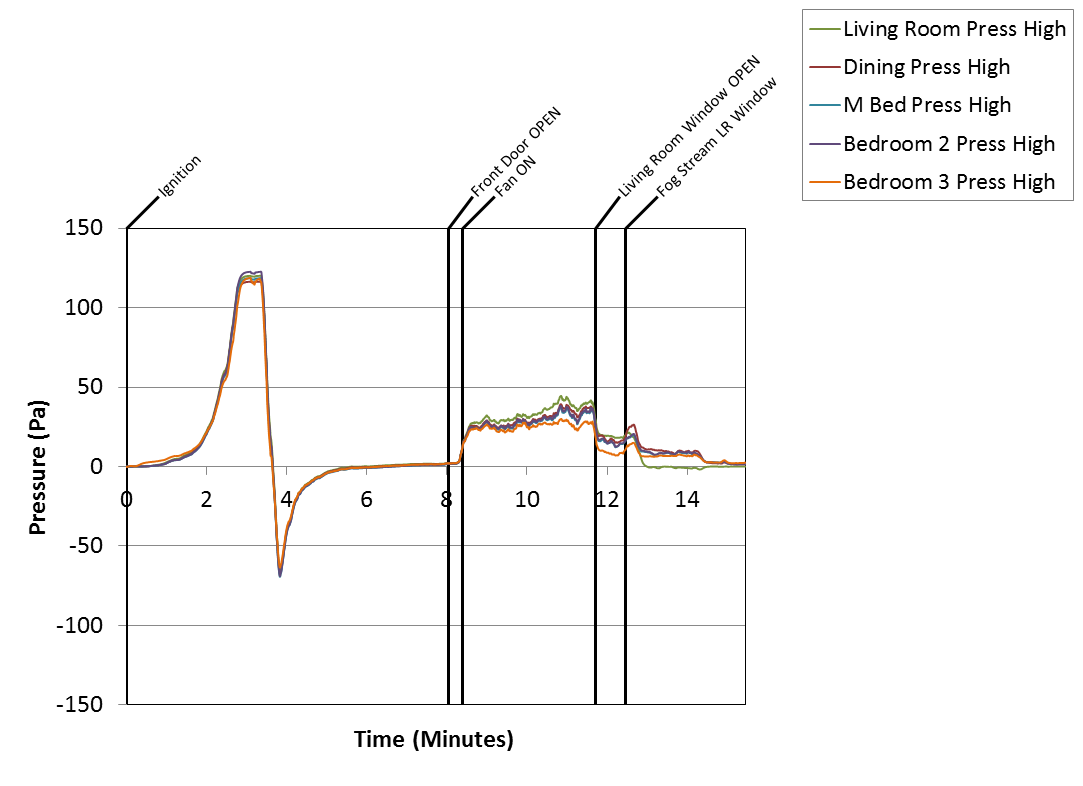 Living Room Press High
Dining Press High
M Bed Press High
Bedroom 2 Press High
Bedroom 3 Press High
Ignition
Front Door OPEN
Fan ON
Living Room Window OPEN
Fog Stream LR Window
150
100
50
0
-50
-100
-150
0 2 4 6 8 10 12 14
Pressure (Pa)
Time (Minutes)